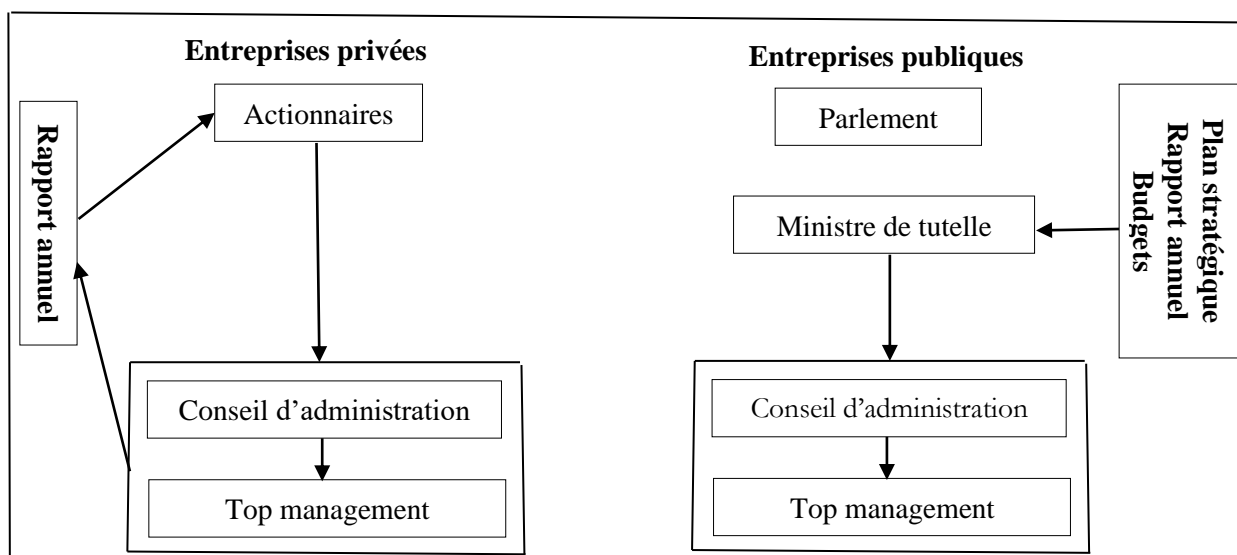 Entreprises privées
Actionnaires
Rapport annuel
Conseil d’administration
Top management
Entreprises publiques
Parlement
Ministre de tutelle
Plan stratégique
Rapport annuel
Budgets
Conseil d’administration
Top management